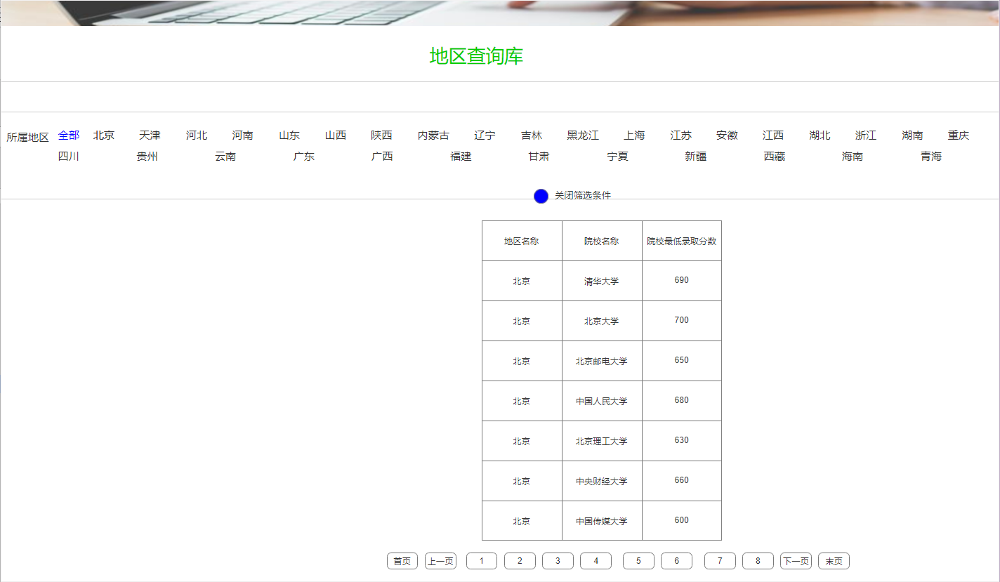 地区查询库
所属地区 全部 北京 天津 河北 河南 山东 山西 陕西 内蒙古 辽宁 吉林 黑龙江 上海 江苏 安徽 江西 湖北 浙江 湖南 重庆
四川 贵州 云南 广东 广西 福建 甘肃 宁夏 新疆 西藏 海南 青海
关闭筛选条件
地区名称 院校名称 院校最低录取分数
北京 清华大学 690
北京 北京大学 700
北京 北京邮电大学 650
北京 中国人民大学 680
北京 北京理工大学 630
北京 中央财经大学 660
北京 中国传媒大学 600
首页 上一页 1 2 3 4 5 6 7 8 下一页 末页